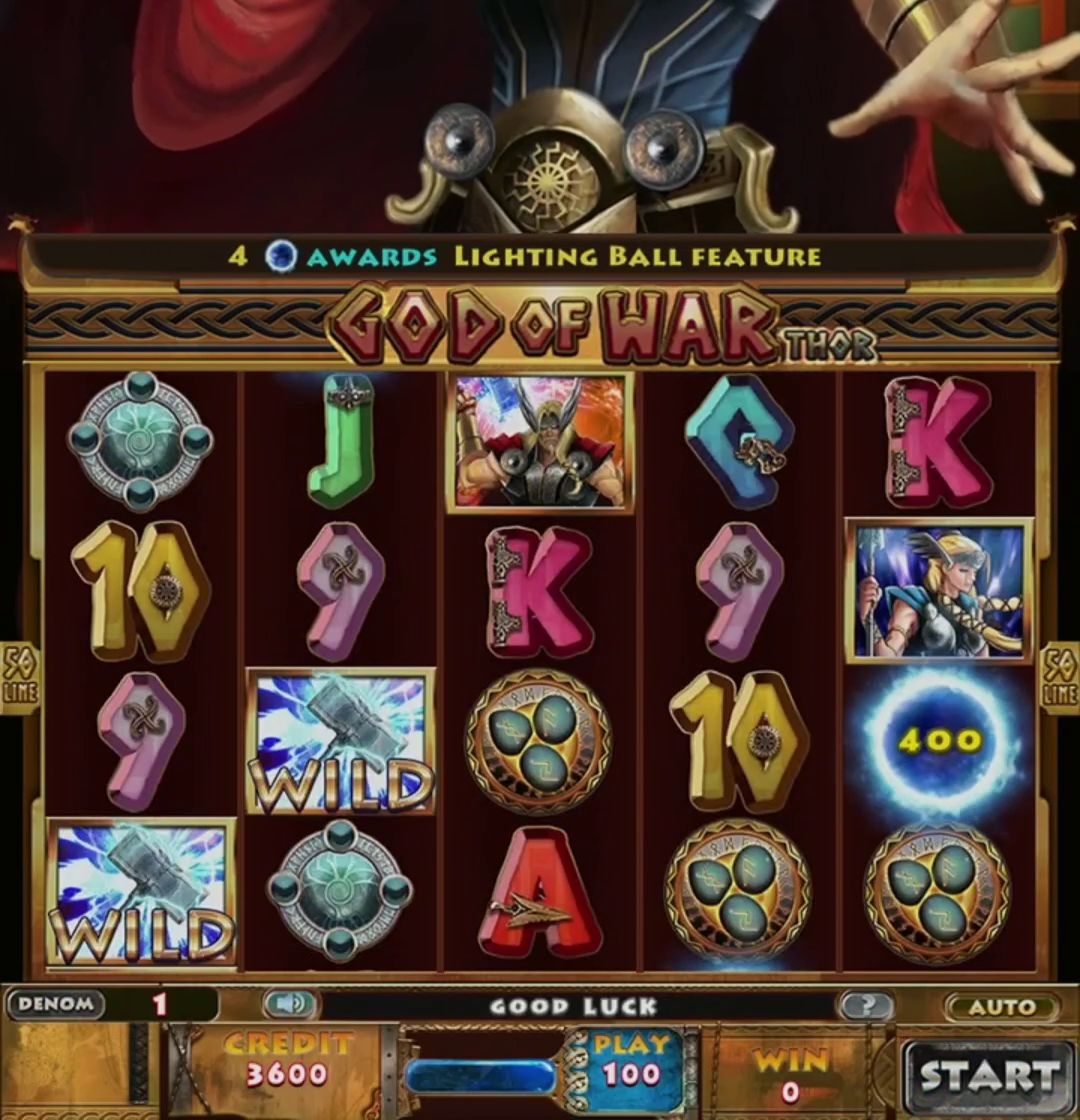 4 AWARDS LIGHTING BALL FEATURE
GOD OF WAR THOR
J Q K
10 9 K 9
50 LINE
50 LINE
9 WILD 10 400
WILD A
DENOM 1 GOOD LUCK ? AUTO
CREDIT PLAY WIN START
3600 100 0